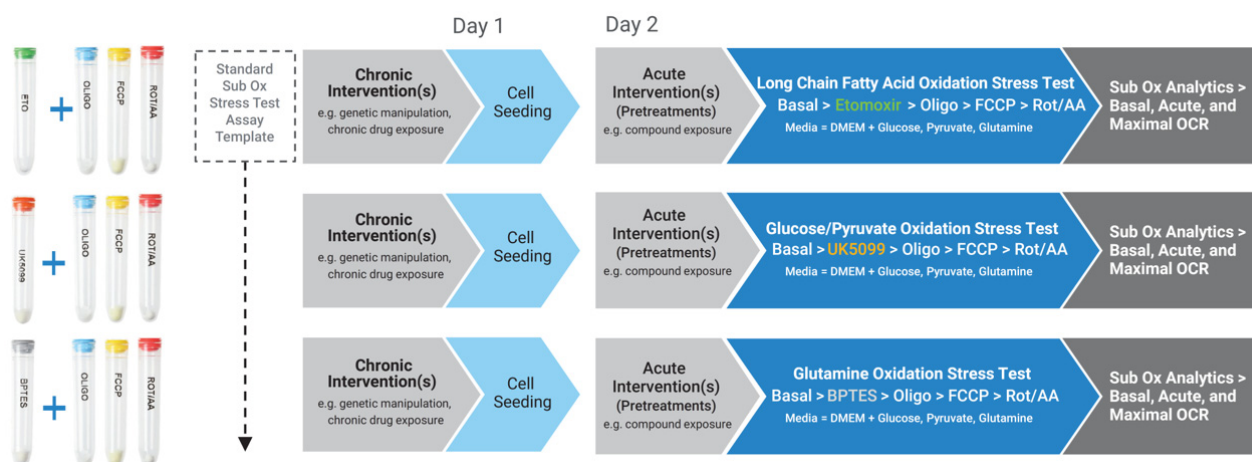 Day 1
Day 2
ETO
OLIGO
FCCP
ROT/AA
Standard
Sub Ox
Stress Test
Assay
Template
Chronic
Intervention(s)
e.g. genetic manipulation,
chronic drug exposure
Cell
Seeding
Acute
Intervention(s)
(Pretreatments)
e.g. compound exposure
Long Chain Fatty Acid Oxidation Stress Test
Basal > Etomoxir > Oligo > FCCP > Rot/AA
Media = DMEM + Glucose, Pyruvate, Glutamine
Sub Ox Analytics >
Basal, Acute, and
Maximal OCR
UK5099
OLIGO
FCCP
ROT/AA
Chronic
Intervention(s)
e.g. genetic manipulation,
chronic drug exposure
Cell
Seeding
Acute
Intervention(s)
(Pretreatments)
e.g. compound exposure
Glucose/Pyruvate Oxidation Stress Test
Basal > UK5099 > Oligo > FCCP > Rot/AA
Media = DMEM + Glucose, Pyruvate, Glutamine
Sub Ox Analytics >
Basal, Acute, and
Maximal OCR
BPTES
OLIGO
FCCP
ROT/AA
Chronic
Intervention(s)
e.g. genetic manipulation,
chronic drug exposure
Cell
Seeding
Acute
Intervention(s)
(Pretreatments)
e.g. compound exposure
Glutamine Oxidation Stress Test
Basal > BPTES > Oligo > FCCP > Rot/AA
Media = DMEM + Glucose, Pyruvate, Glutamine
Sub Ox Analytics >
Basal, Acute, and
Maximal OCR